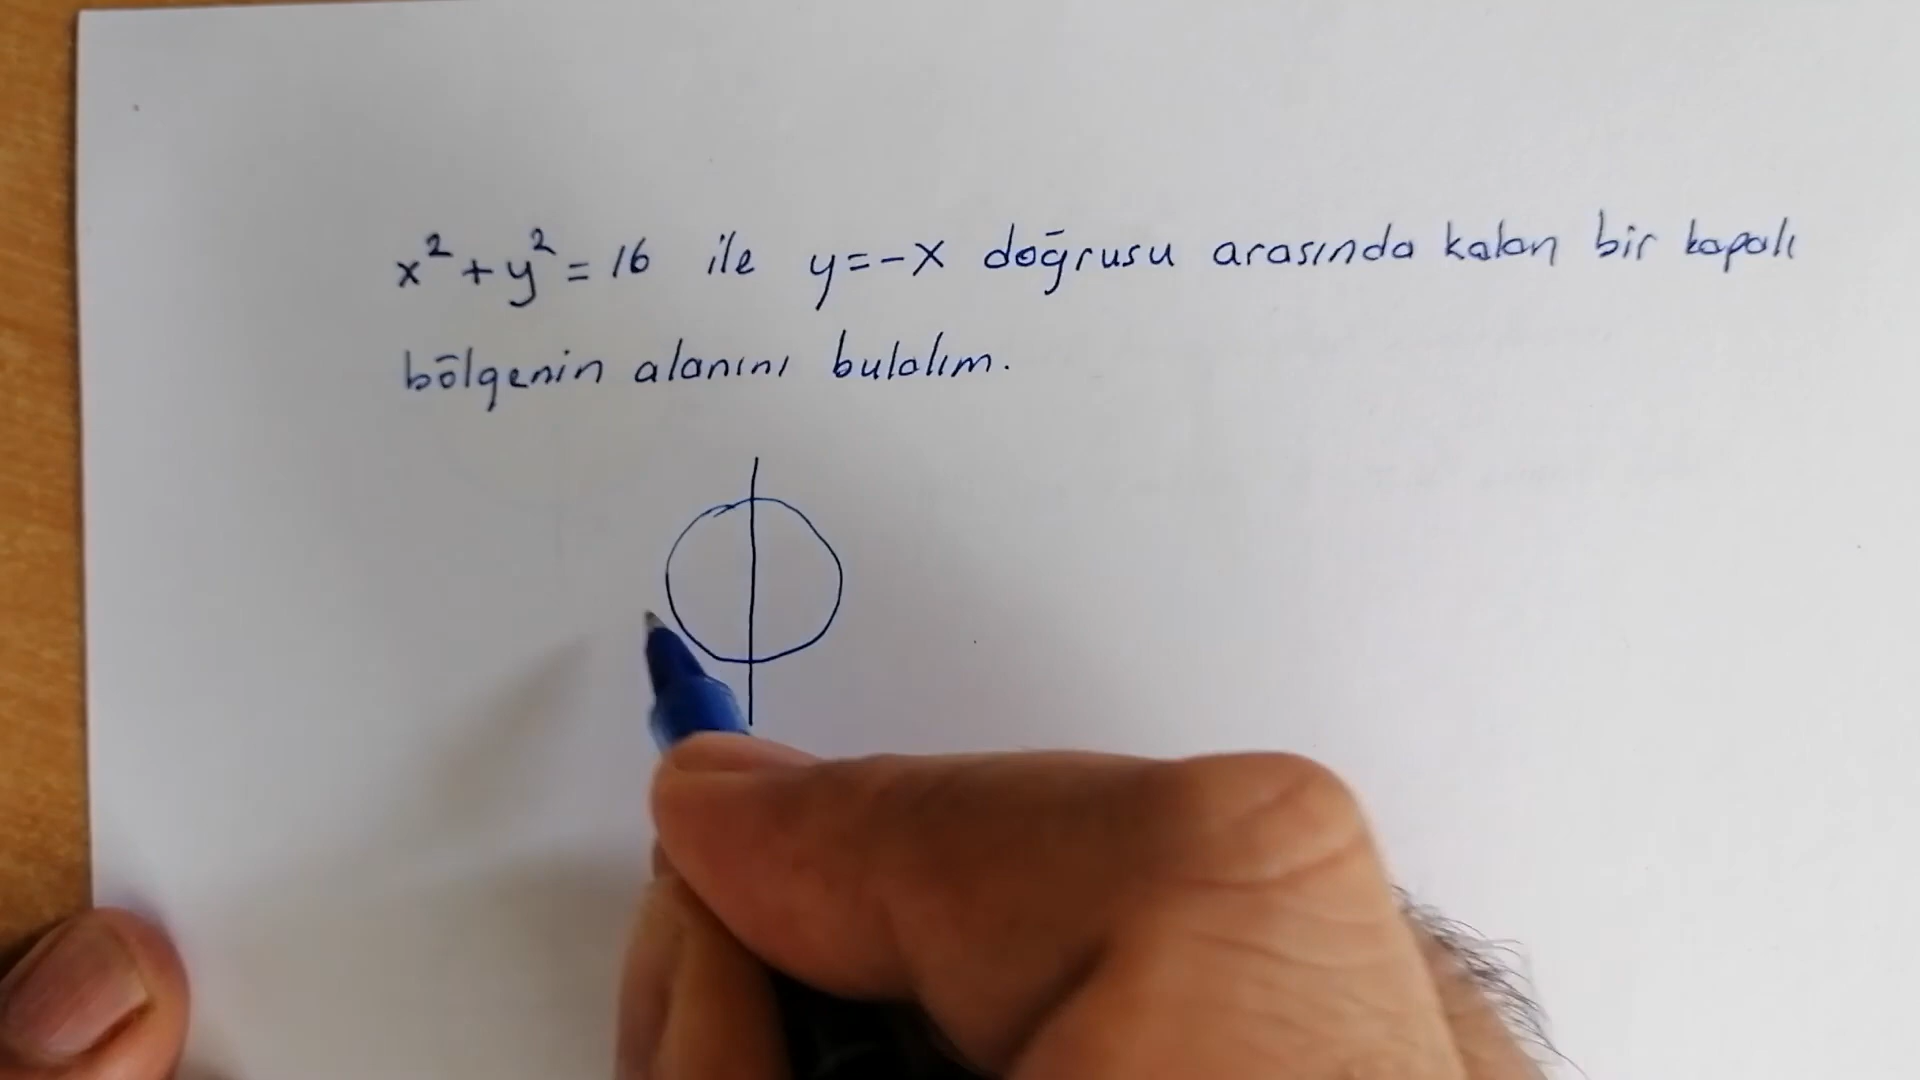 x² + y² = 16 ile y = -x doğrusu arasında kalan bir kapalı
bölgenin alanını bulalım.